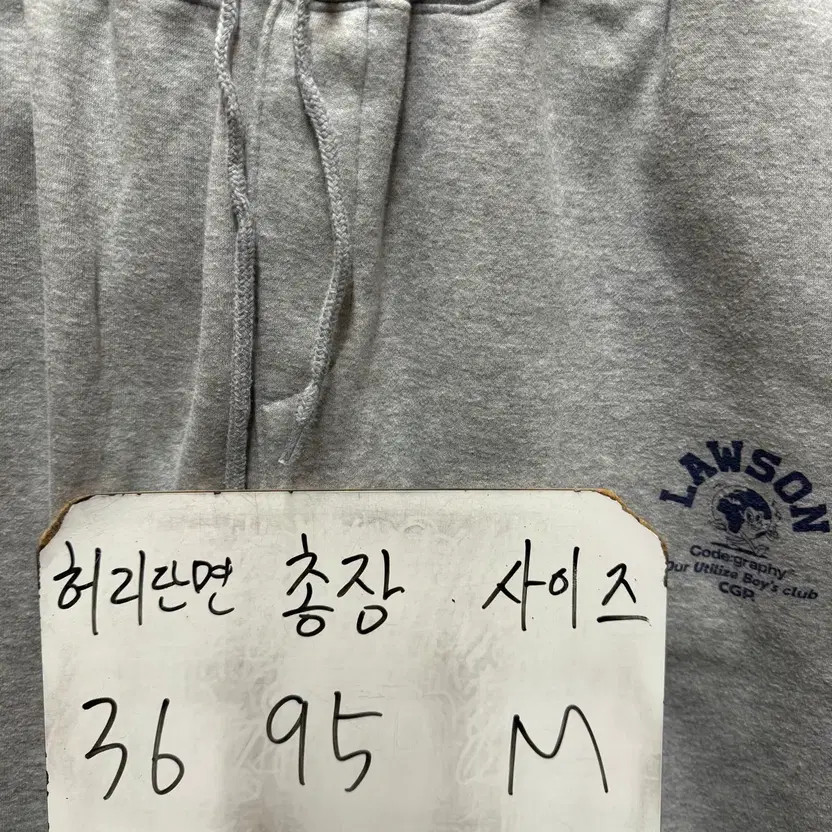 LAWSON
Code:graphy
Our Utilize Boy's club
CGP.
허리단면 총장 사이즈
36 95 M